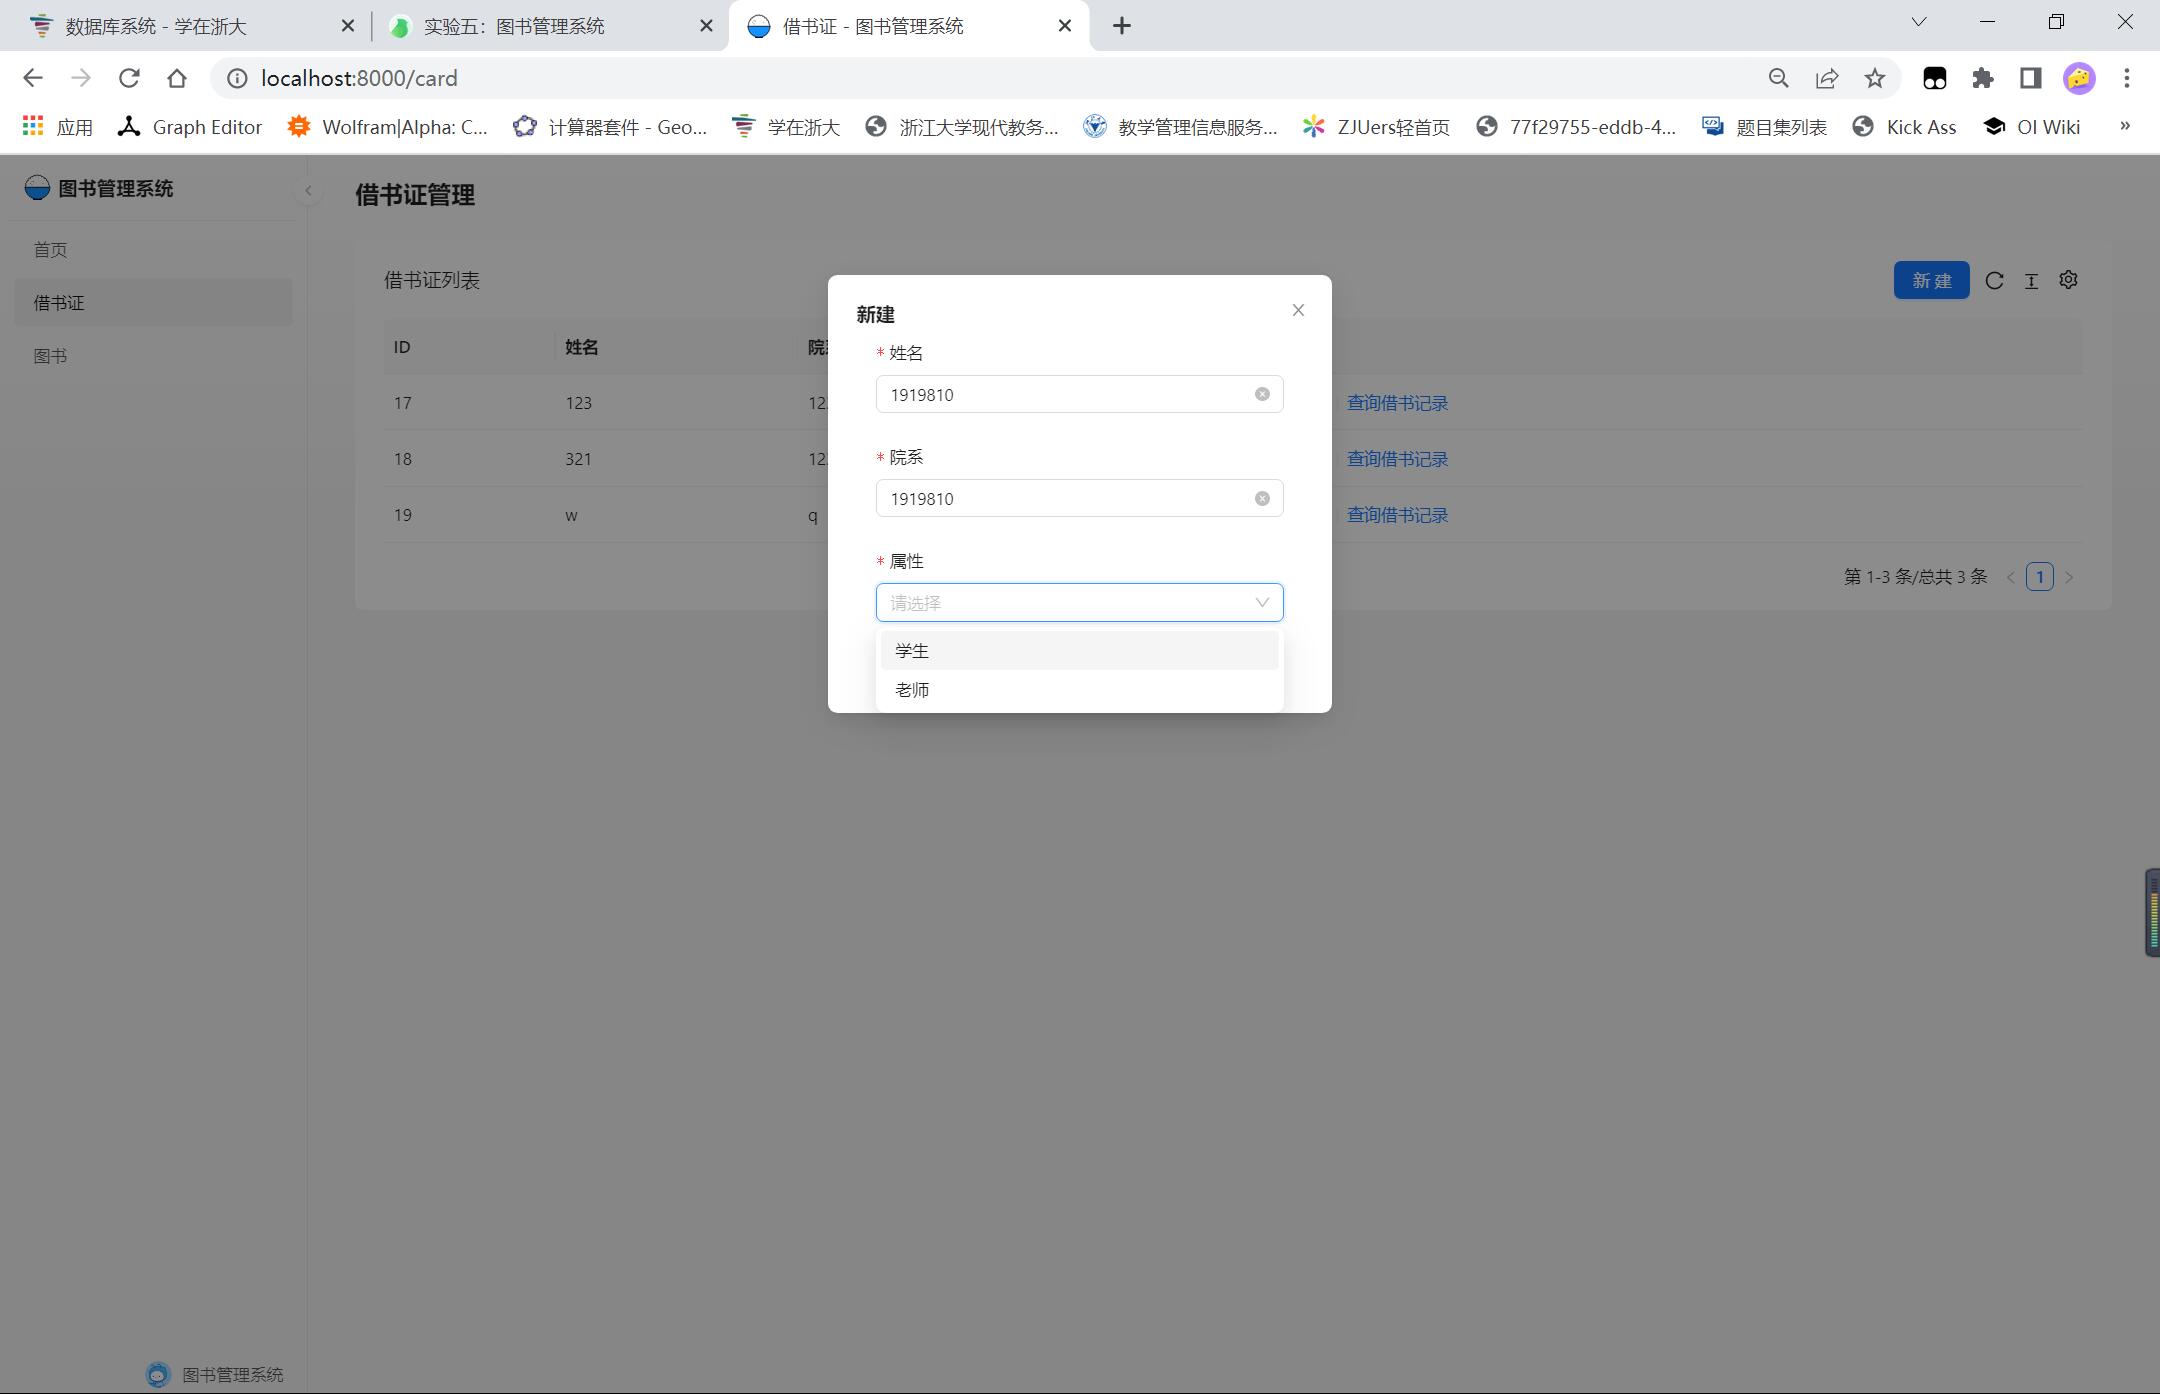 数据库系统 - 学在浙大
实验五：图书管理系统
借书证 - 图书管理系统
localhost:8000/card
应用
Graph Editor
Wolfram|Alpha: C...
计算器套件 - Geo...
学在浙大
浙江大学现代教务...
教学管理信息服务...
ZJUers轻首页
77f29755-eddb-4...
题目集列表
Kick Ass
OI Wiki
»
图书管理系统
首页
借书证
图书
借书证管理
借书证列表
新 建
ID 姓名 院
17 123 12 查询借书记录
18 321 12 查询借书记录
19 w q 查询借书记录
第 1-3 条/总共 3 条 < 1 >
新建
* 姓名
1919810
* 院系
1919810
* 属性
请选择
学生
老师
图书管理系统